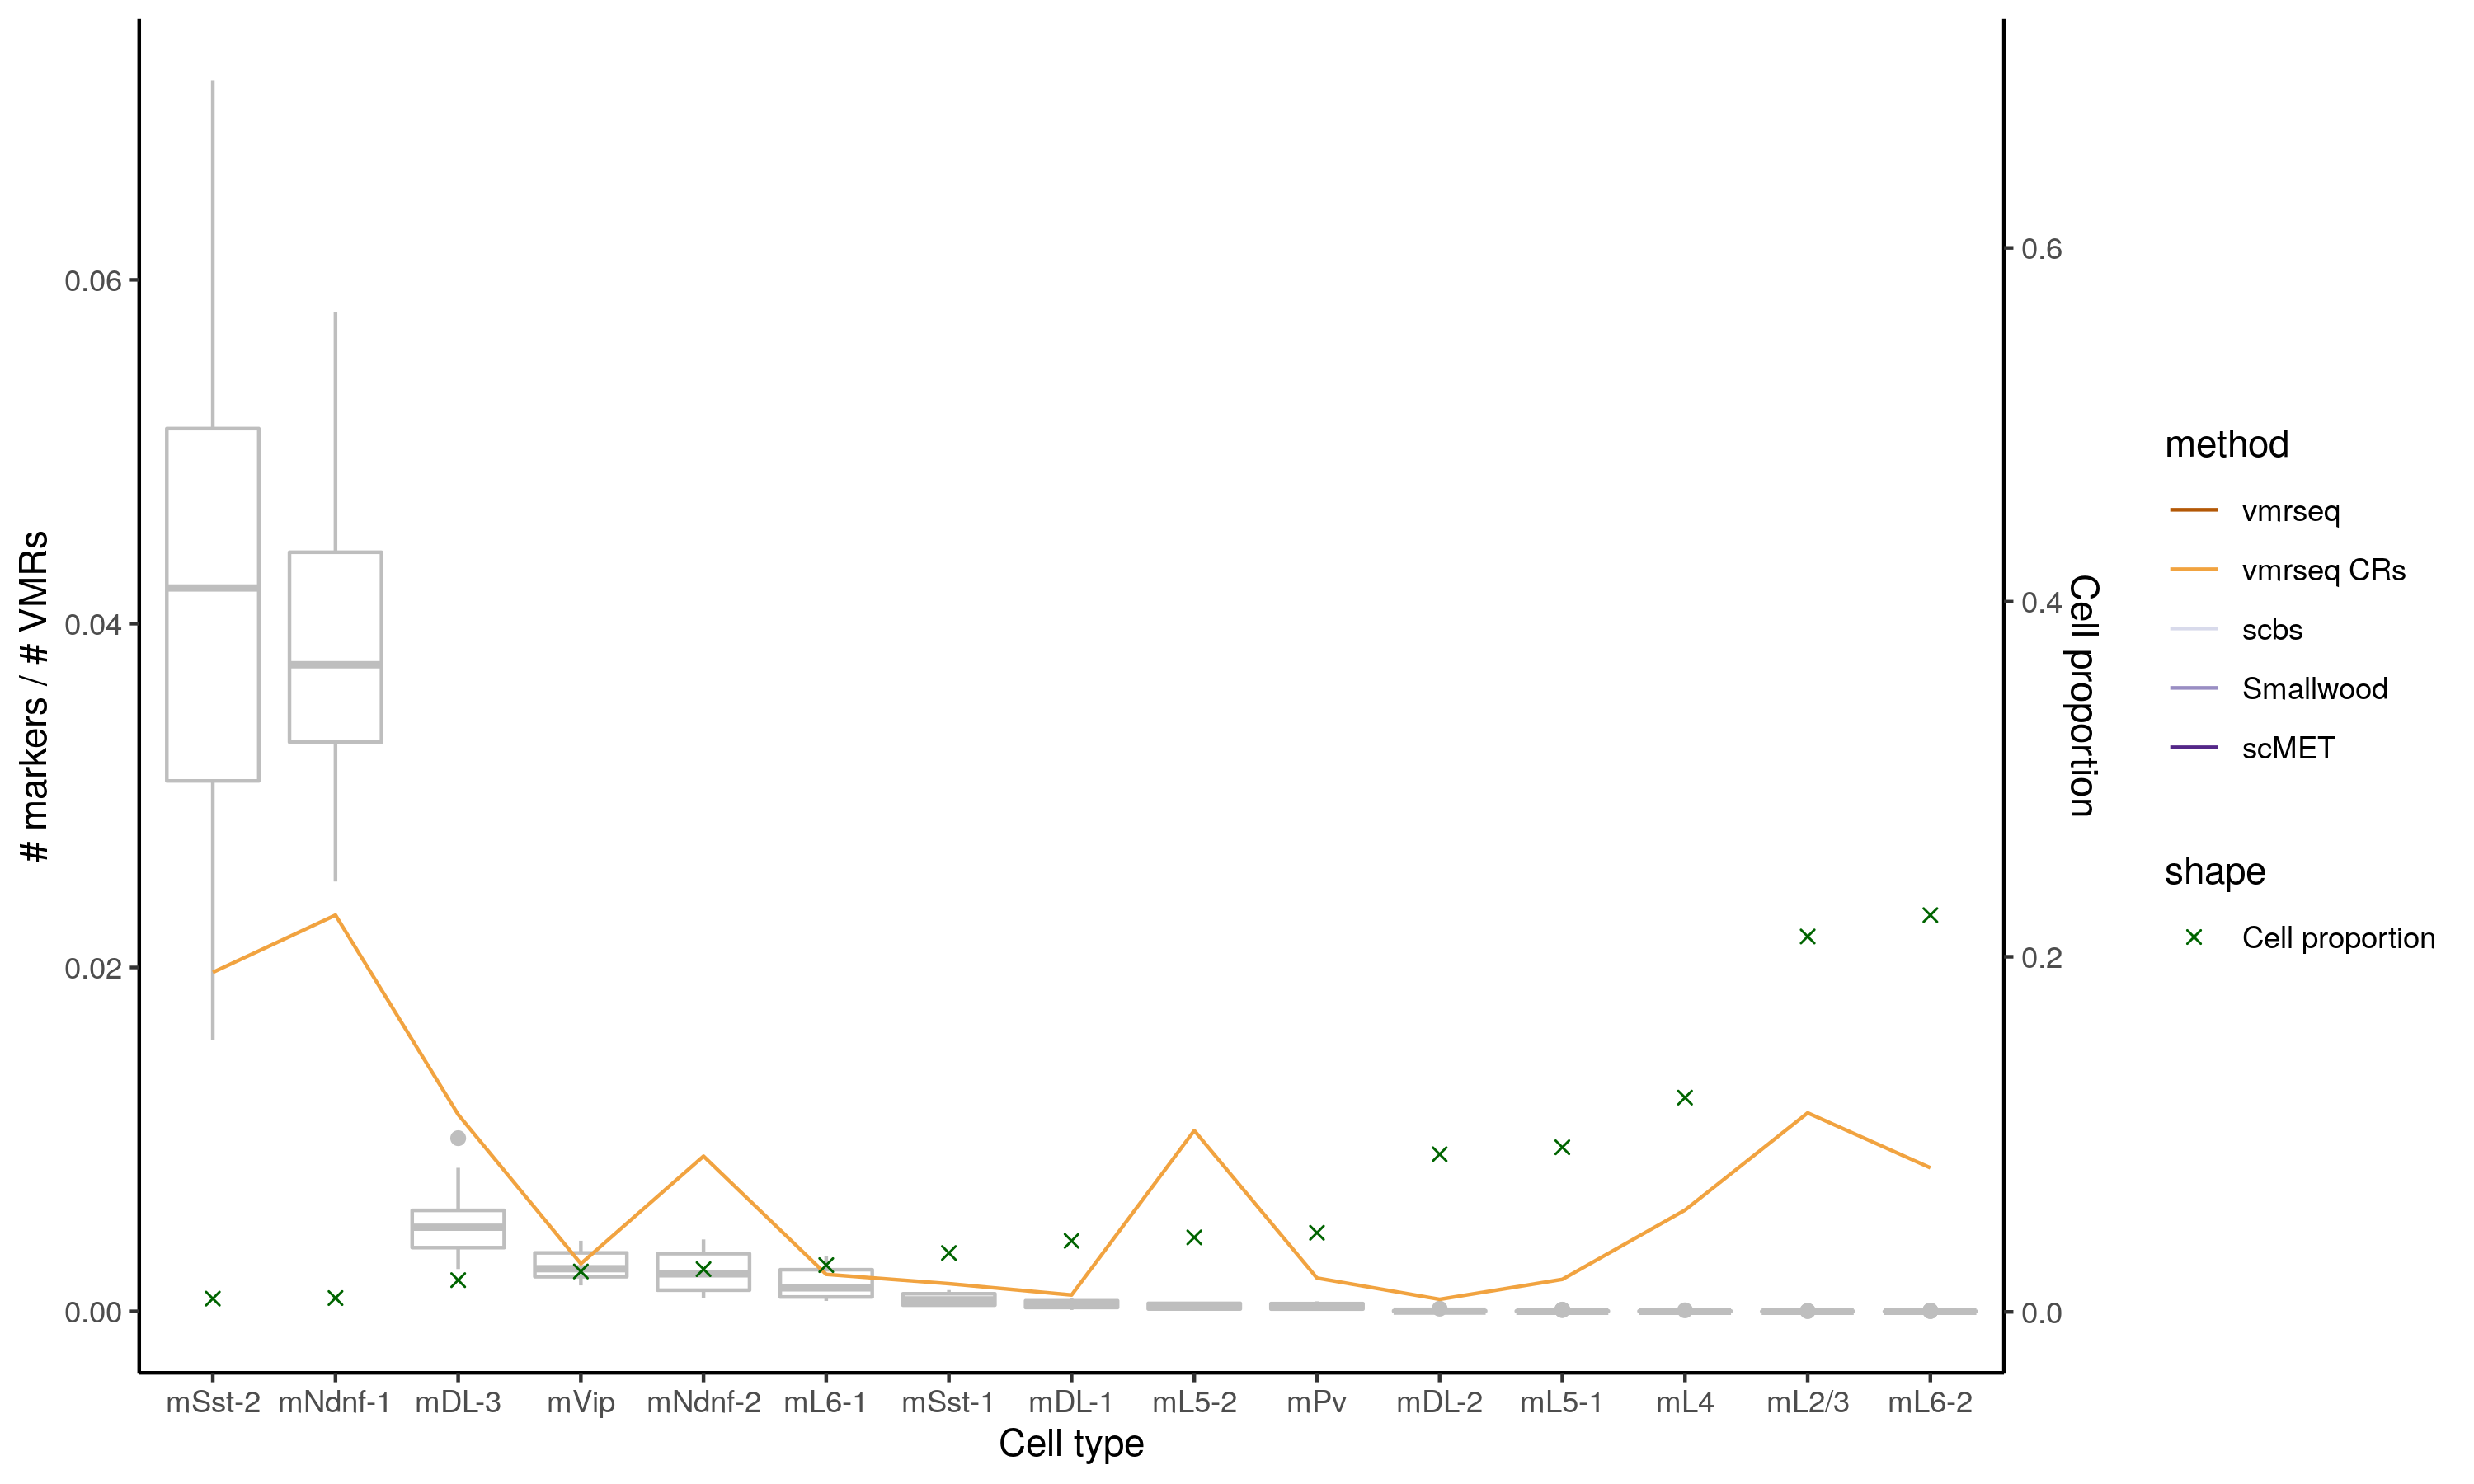 # markers / # VMRs
0.06
0.04
0.02
0.00
mSst-2 mNdnf-1 mDL-3 mVip mNdnf-2 mL6-1 mSst-1 mDL-1 mL5-2 mPv mDL-2 mL5-1 mL4 mL2/3 mL6-2
Cell type
0.6
0.4
0.2
0.0
Cell proportion
method
vmrseq
vmrseq CRs
scbs
Smallwood
scMET
shape
Cell proportion